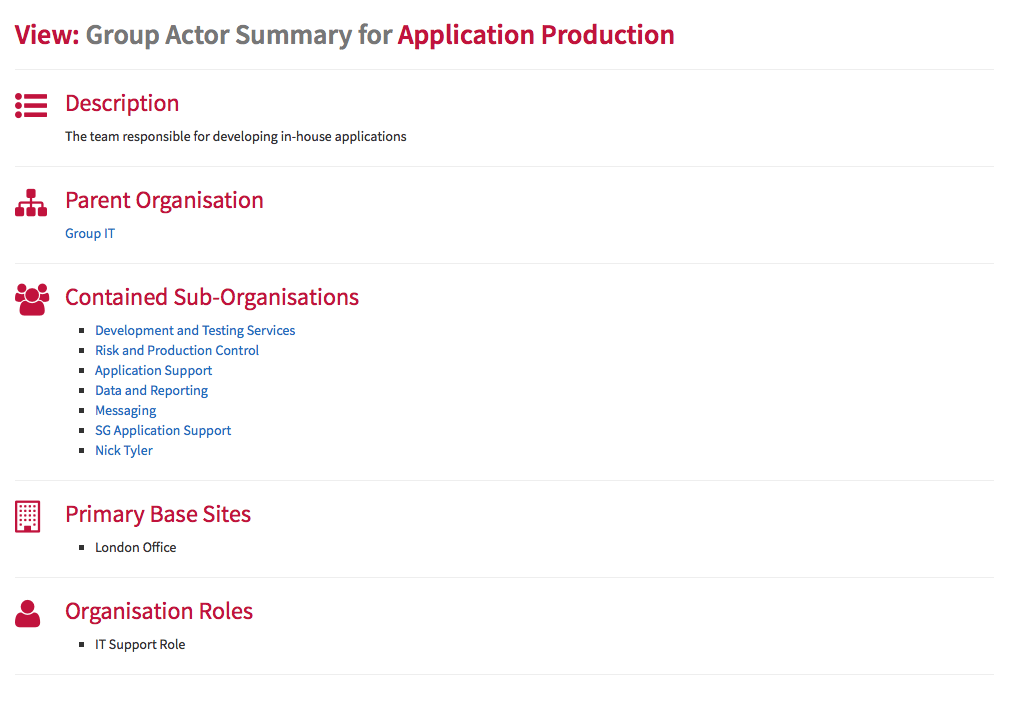 View: Group Actor Summary for Application Production
Description
The team responsible for developing in-house applications
Parent Organisation
Group IT
Contained Sub-Organisations
Development and Testing Services
Risk and Production Control
Application Support
Data and Reporting
Messaging
SG Application Support
Nick Tyler
Primary Base Sites
London Office
Organisation Roles
IT Support Role